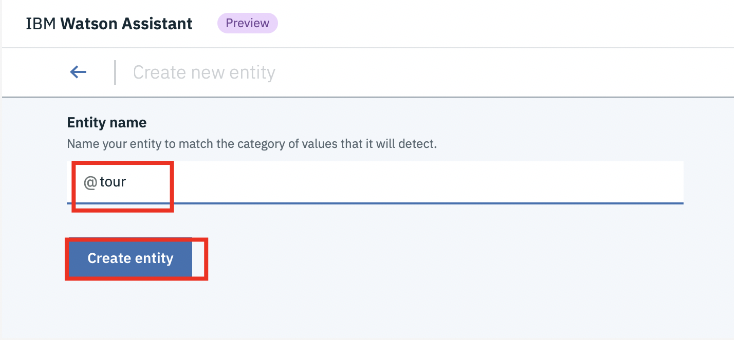 IBM Watson Assistant Preview
Create new entity
Entity name
Name your entity to match the category of values that it will detect.
@tour
Create entity